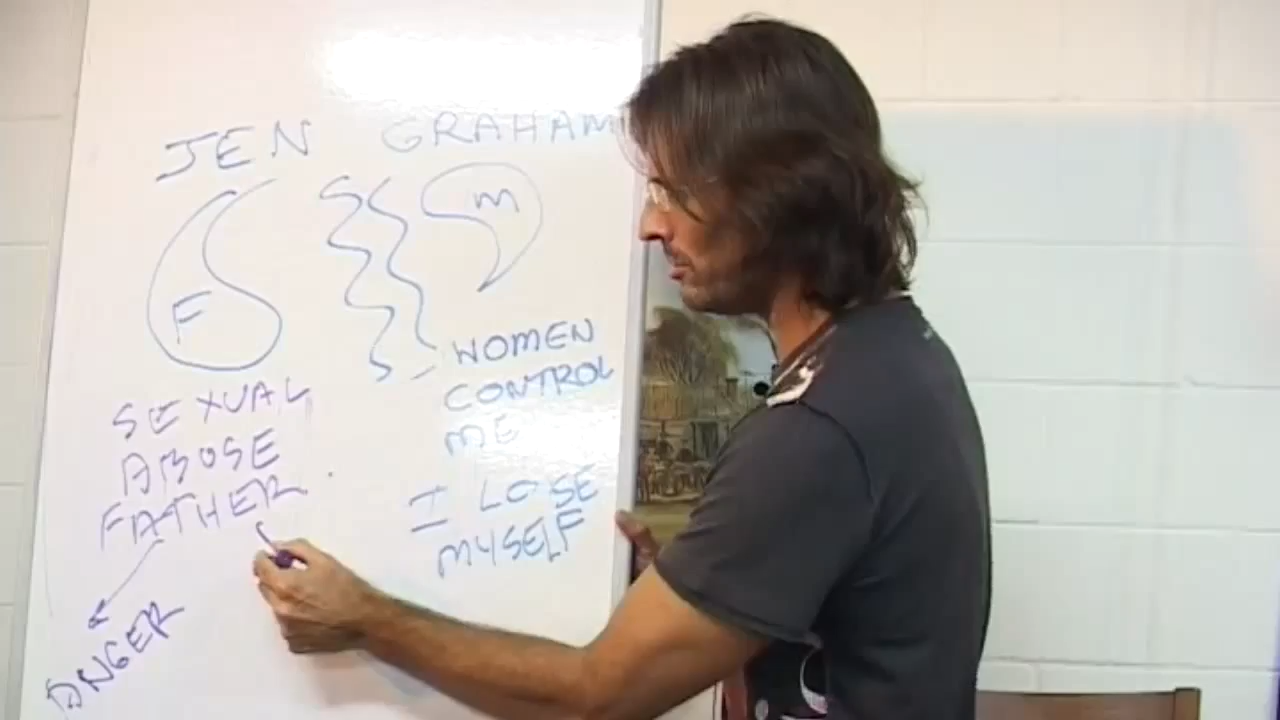 JEN GRAHAM
F
M
SEXUAL
ABUSE
FATHER
ANGER
WOMEN
CONTROL
ME
I LOSE
MYSELF